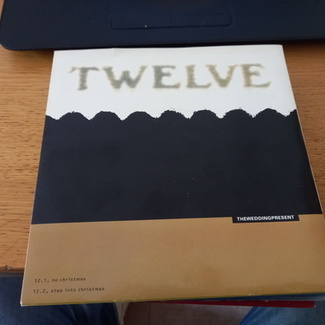 TWELVE
THEWEDDINGPRESENT
12.1, no christmas
12.2, step into christmas